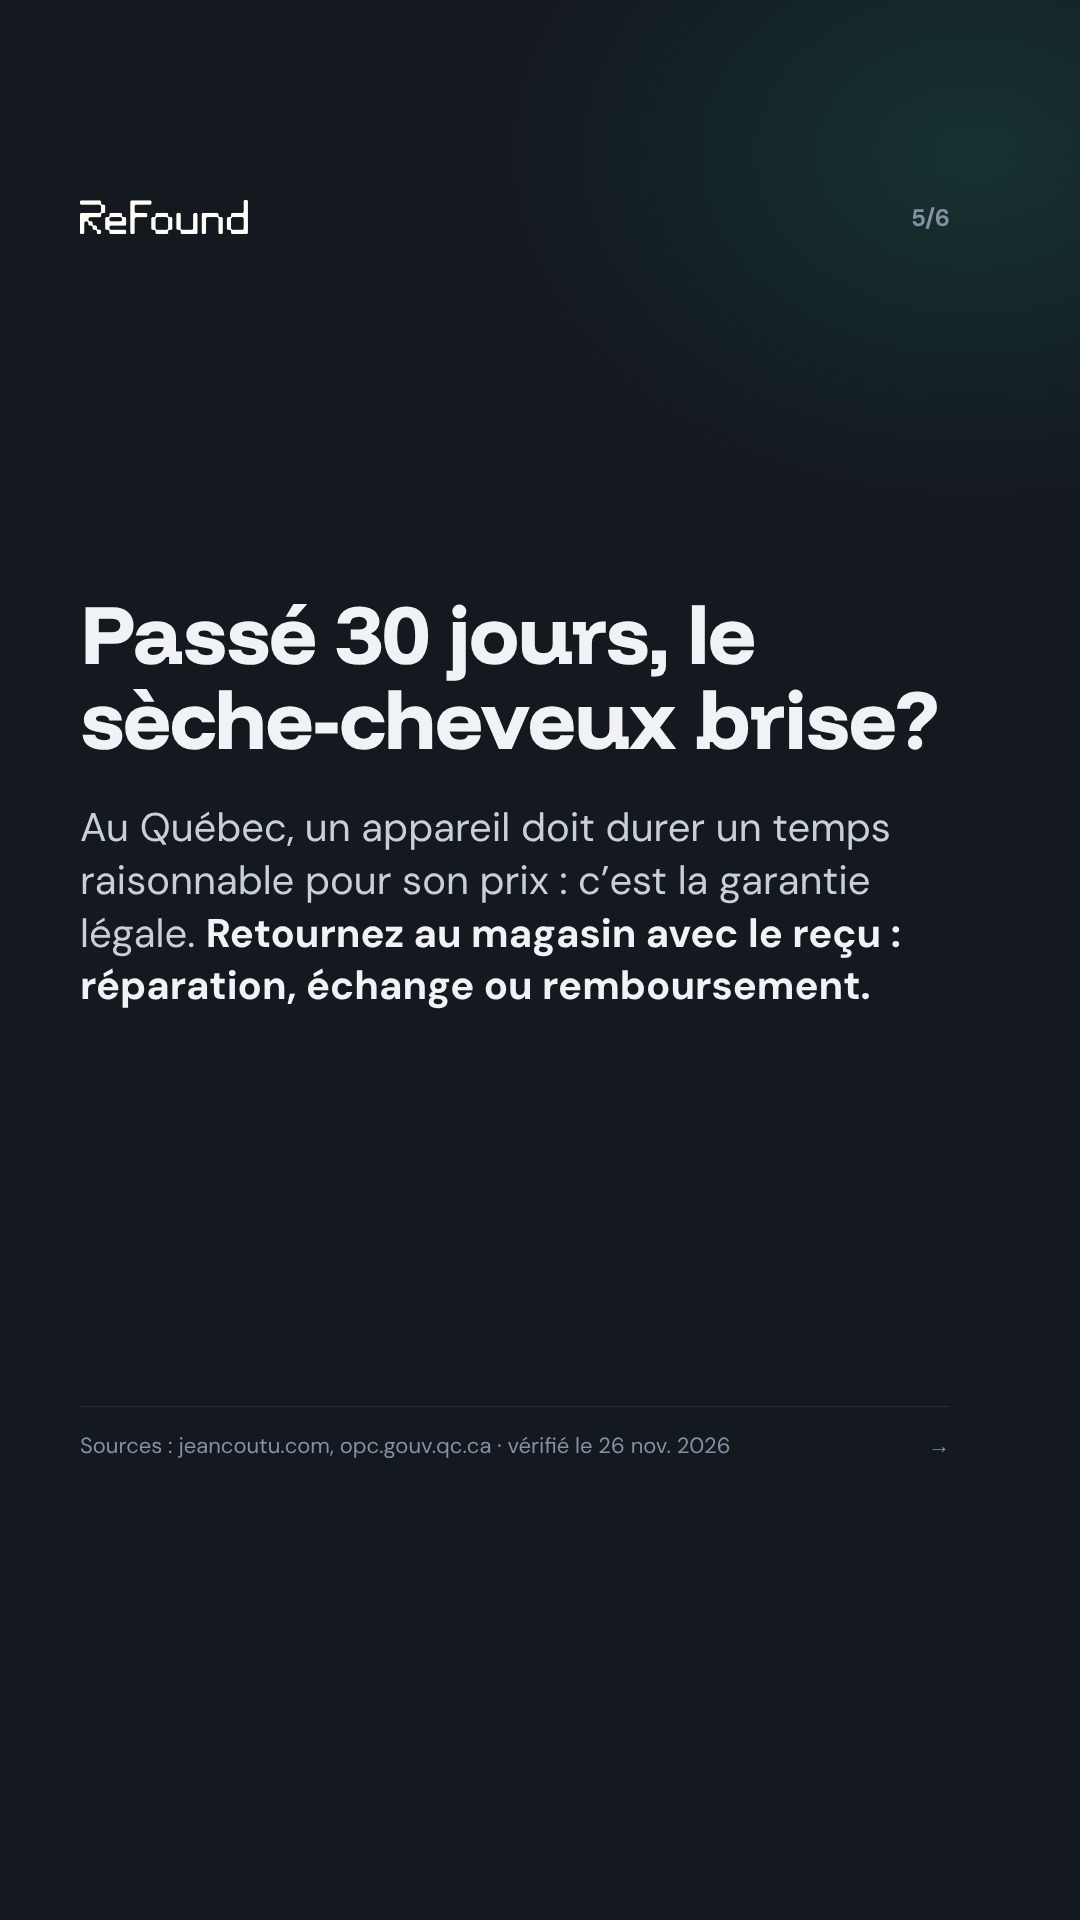 ReFound
5/6
Passé 30 jours, le
sèche-cheveux brise?
Au Québec, un appareil doit durer un temps
raisonnable pour son prix : c’est la garantie
légale. Retournez au magasin avec le reçu :
réparation, échange ou remboursement.
Sources : jeancoutu.com, opc.gouv.qc.ca · vérifié le 26 nov. 2026 →